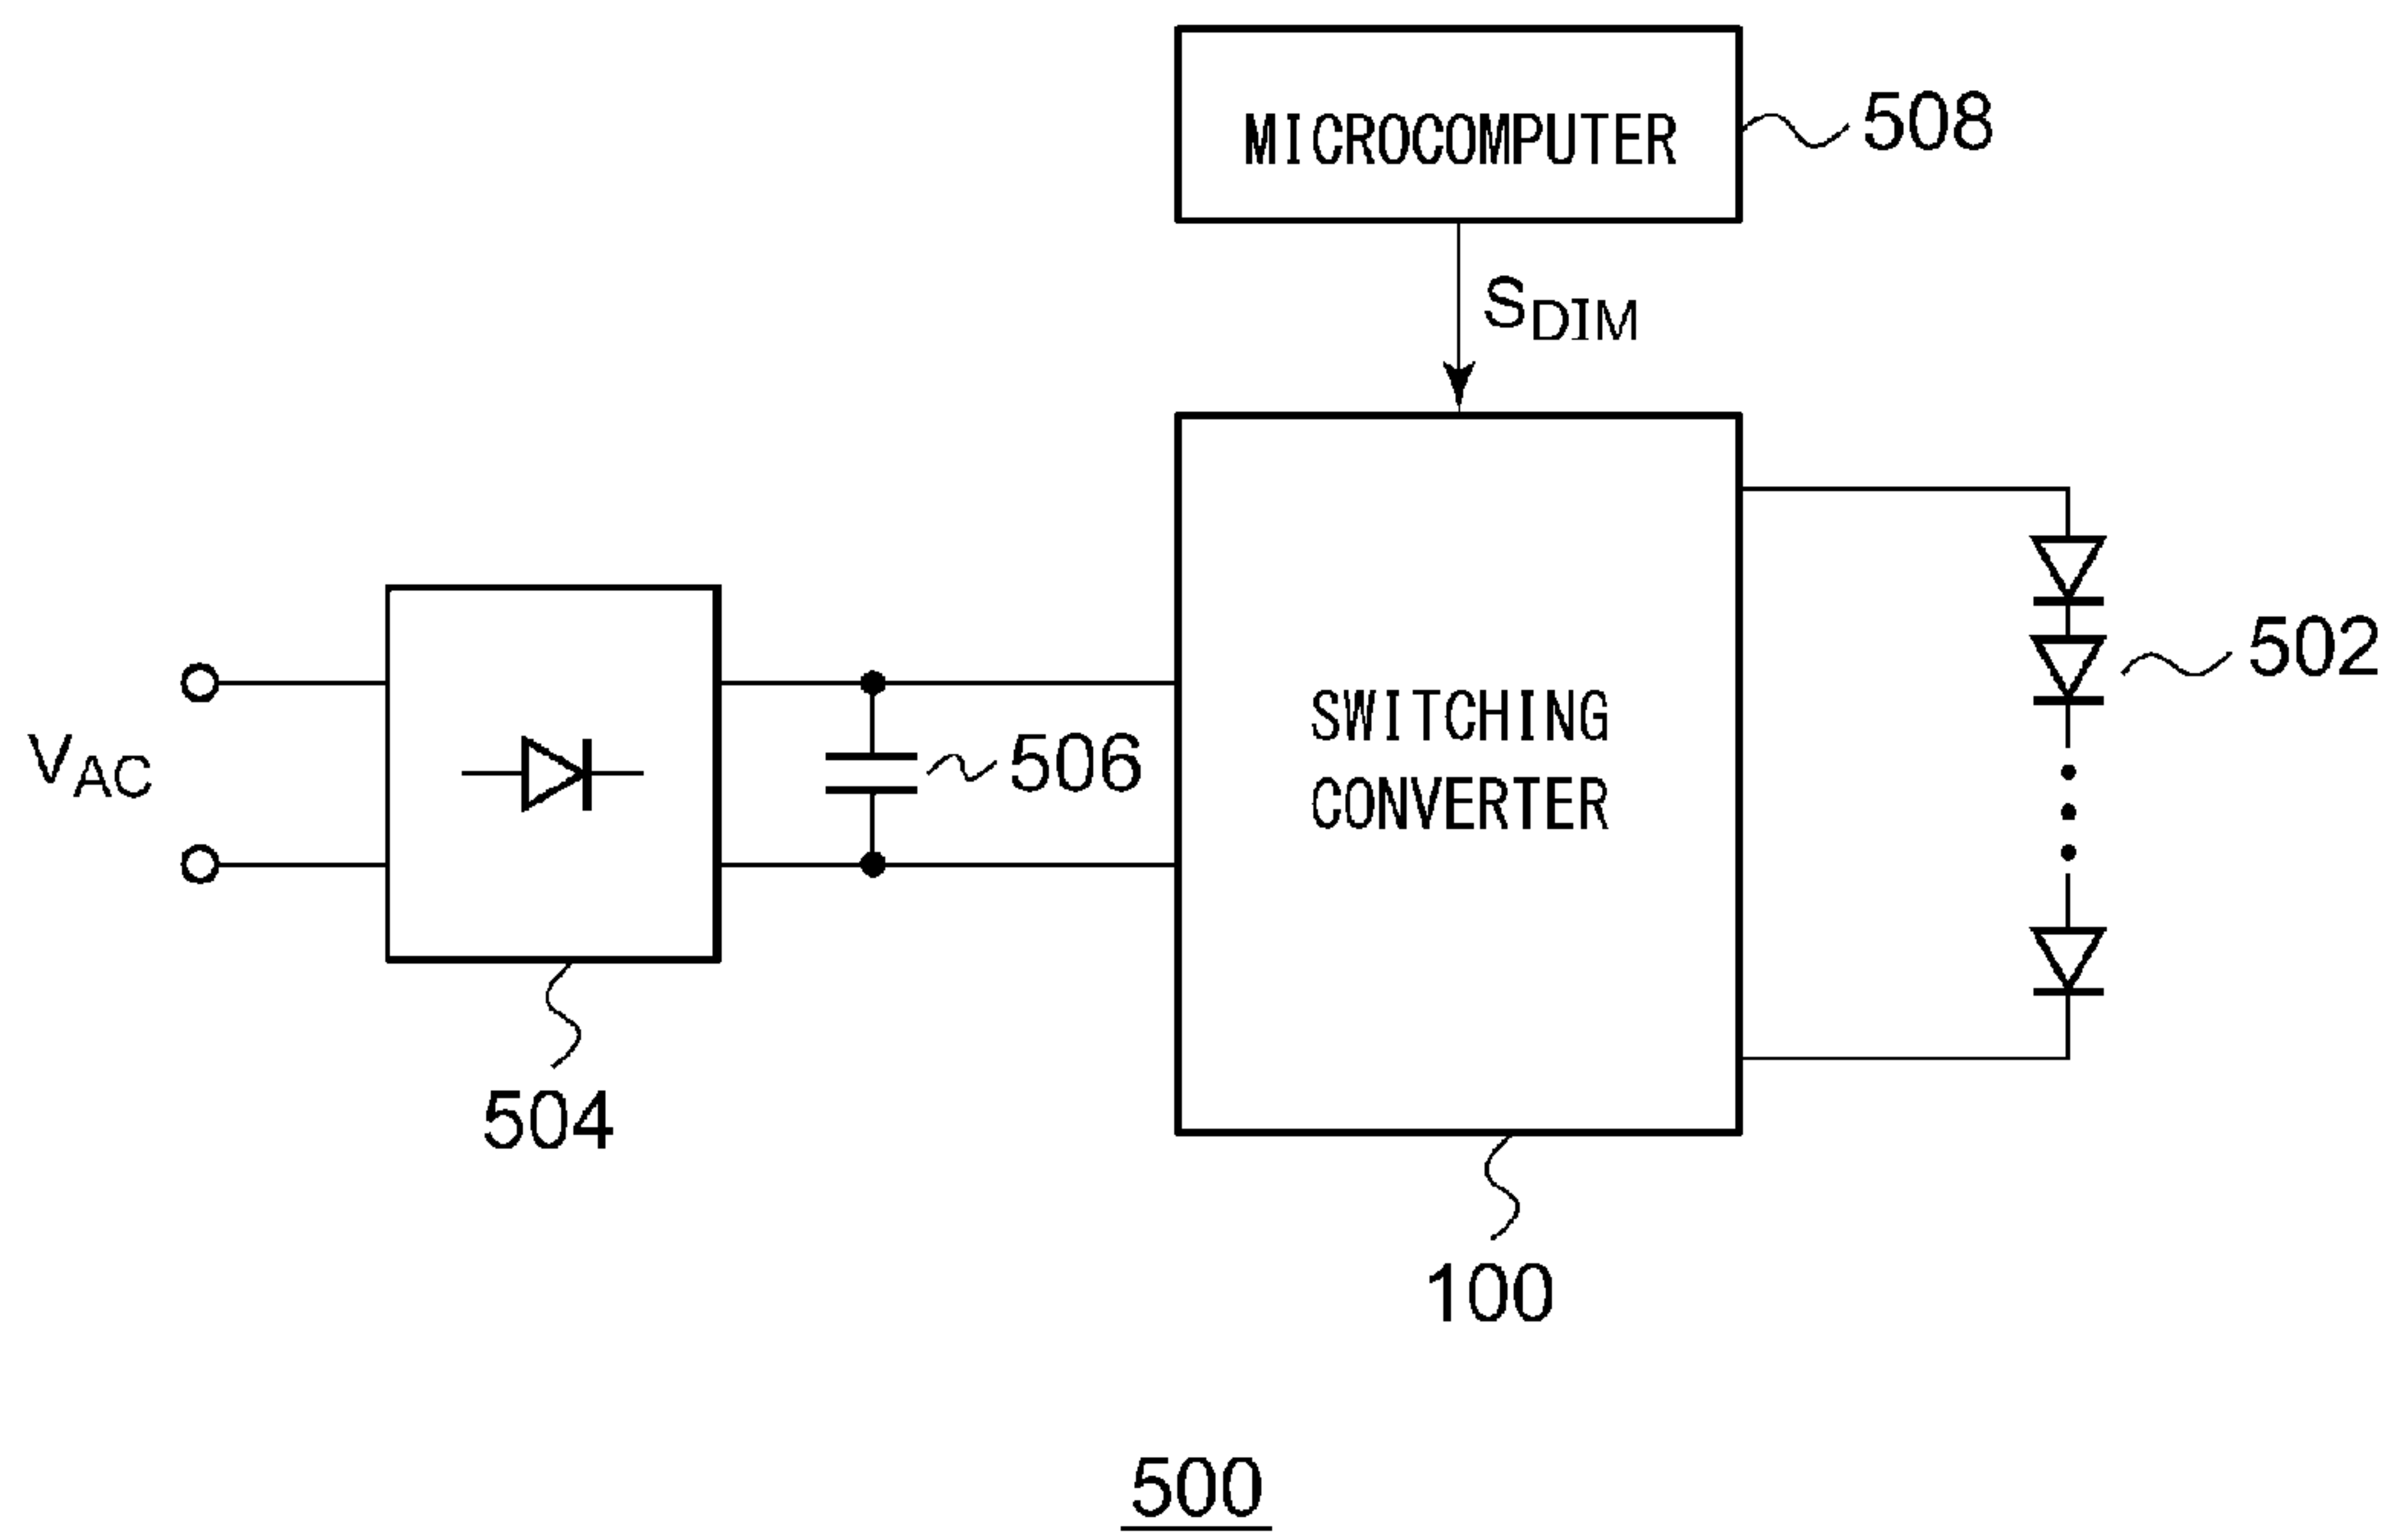 MICROCOMPUTER
508
SDIM
502
VAC
506
SWITCHING
CONVERTER
504
100
500